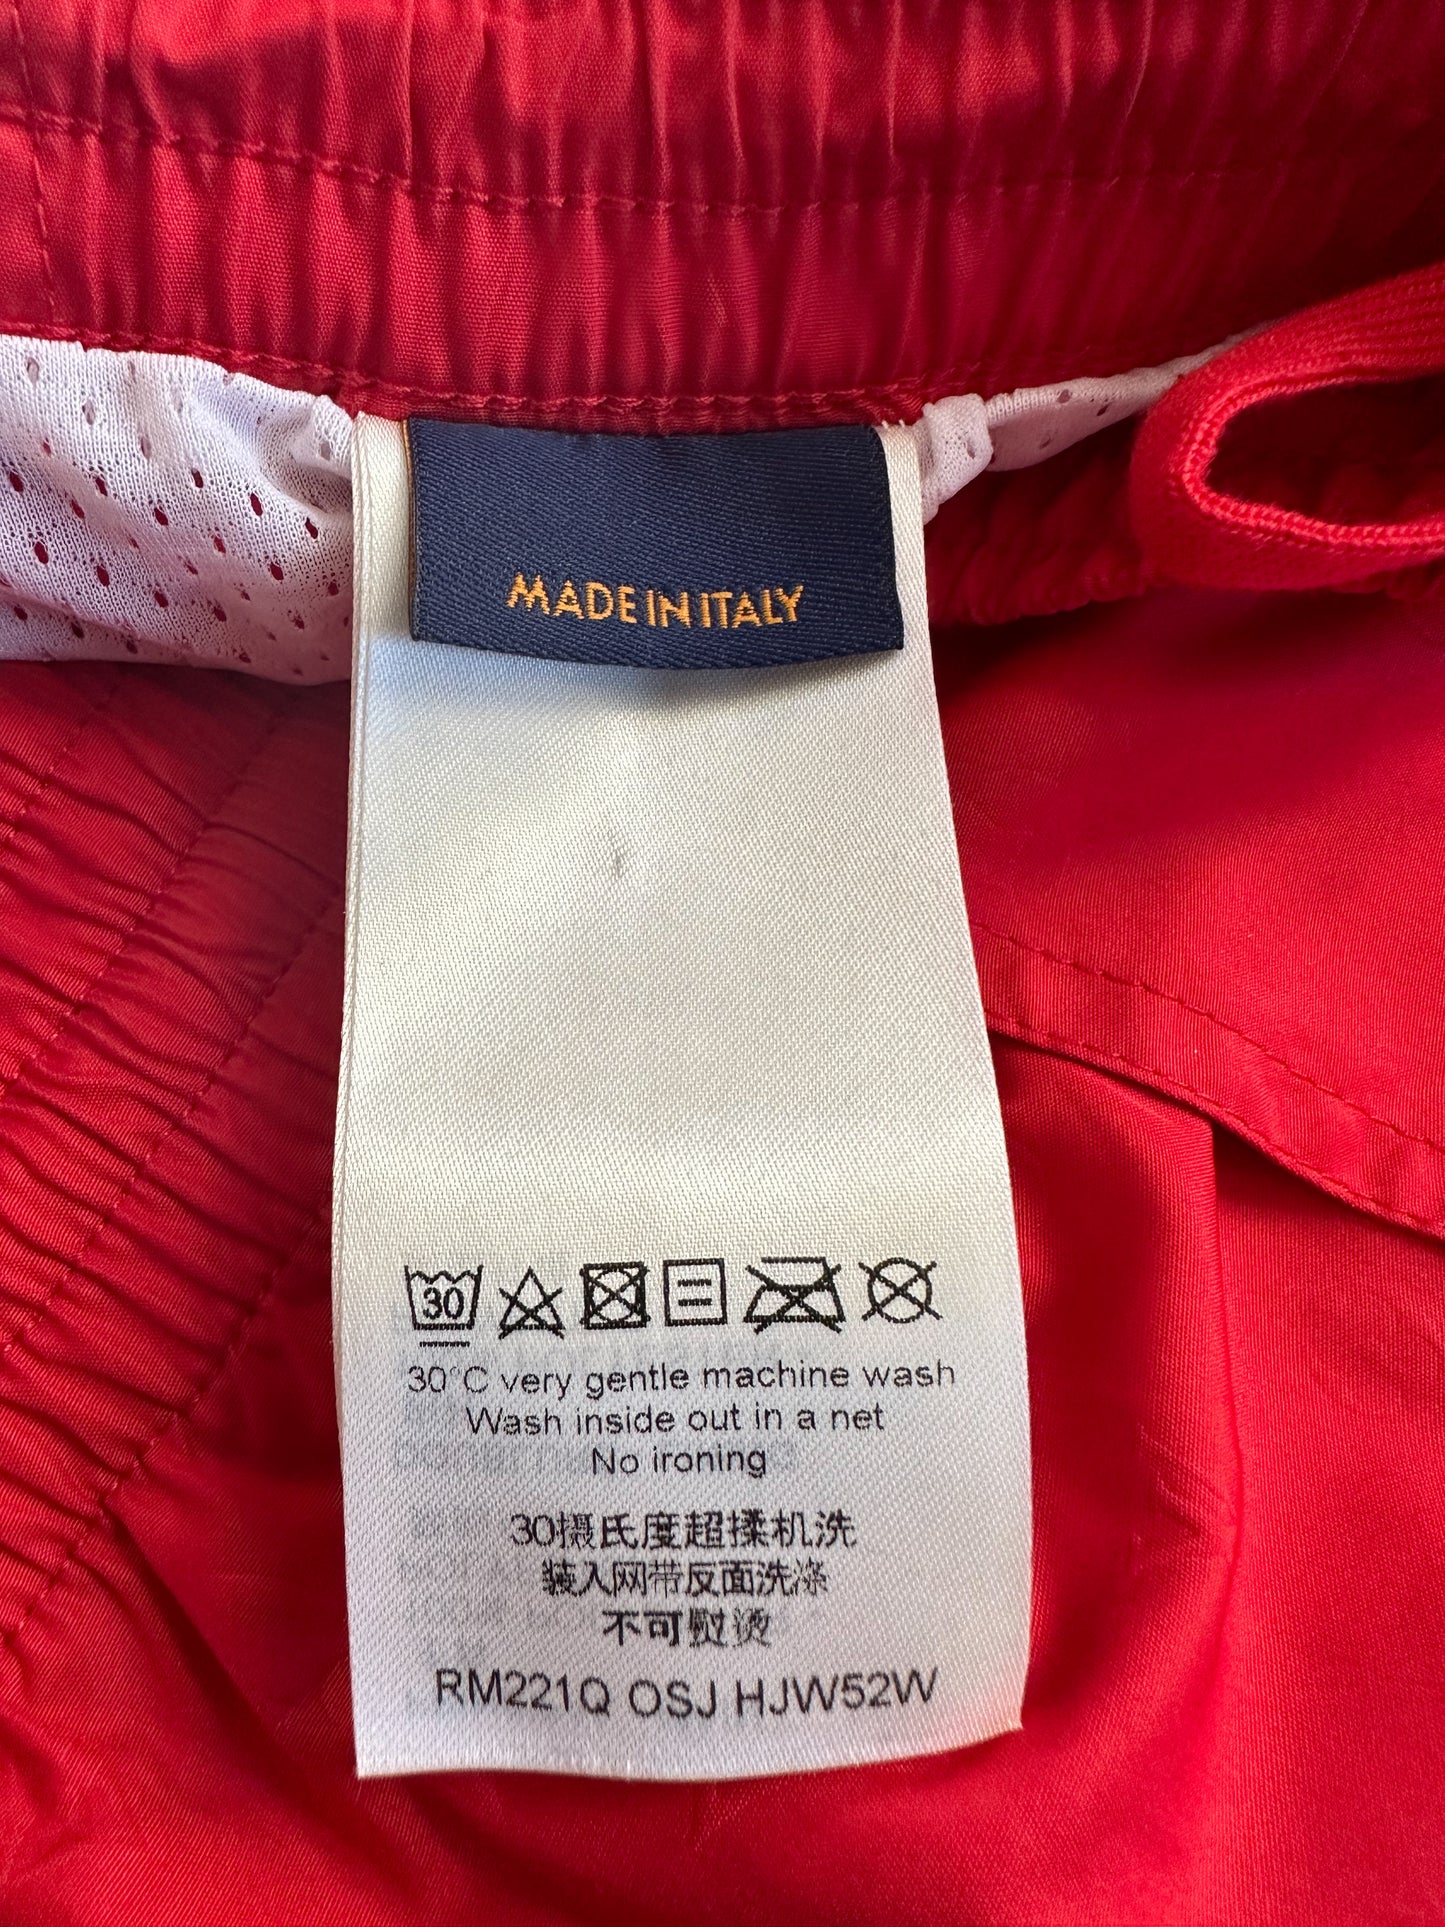 MADE IN ITALY
30
30°C very gentle machine wash
Wash inside out in a net
No ironing
30摄氏度超揉机洗
装入网带反面洗涤
不可熨烫
RM221Q OSJ HJW52W